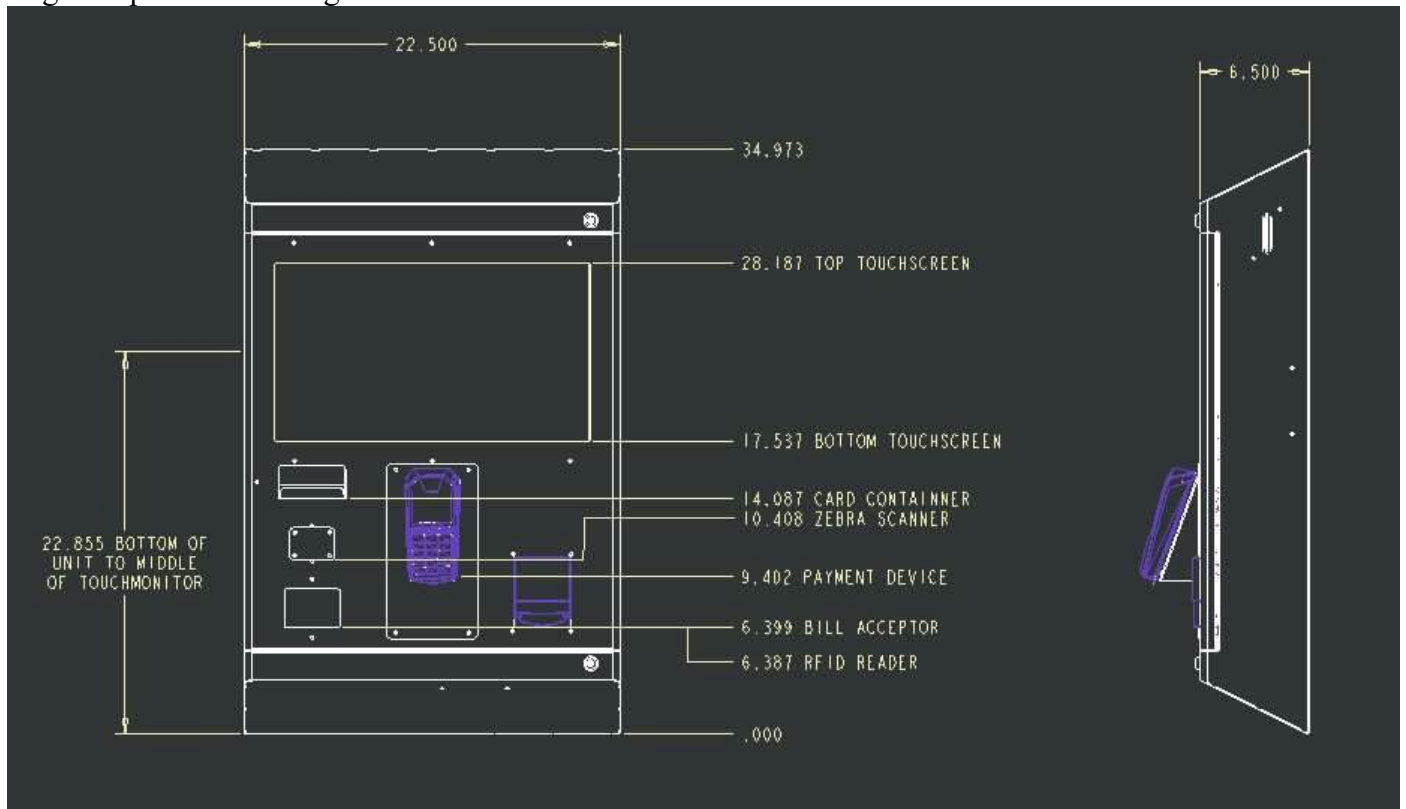 22.500
6.500
34.973
28.187 TOP TOUCHSCREEN
17.537 BOTTOM TOUCHSCREEN
14.087 CARD CONTAINNER
10.408 ZEBRA SCANNER
22.855 BOTTOM OF
UNIT TO MIDDLE
OF TOUCHMONITOR
9.402 PAYMENT DEVICE
6.399 BILL ACCEPTOR
6.387 RFID READER
.000